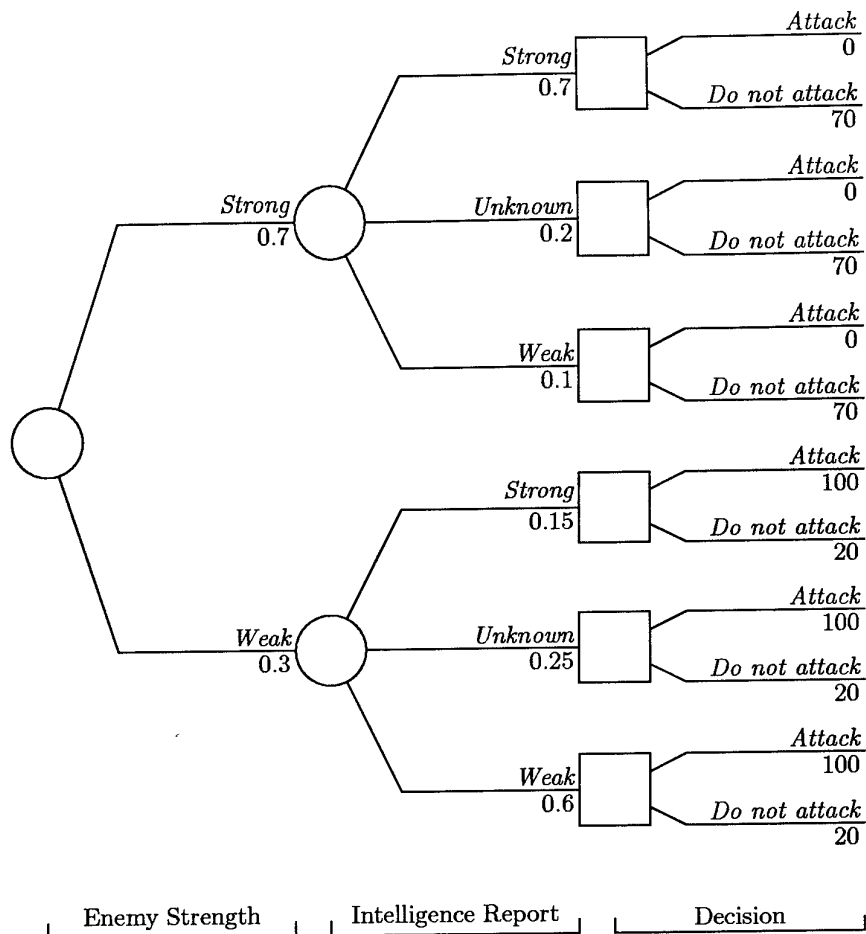 Attack
0
Strong
0.7
Do not attack
70
Attack
0
Strong
0.7
Unknown
0.2
Do not attack
70
Attack
0
Weak
0.1
Do not attack
70
Attack
100
Strong
0.15
Do not attack
20
Attack
100
Weak
0.3
Unknown
0.25
Do not attack
20
Attack
100
Weak
0.6
Do not attack
20
Enemy Strength
Intelligence Report
Decision